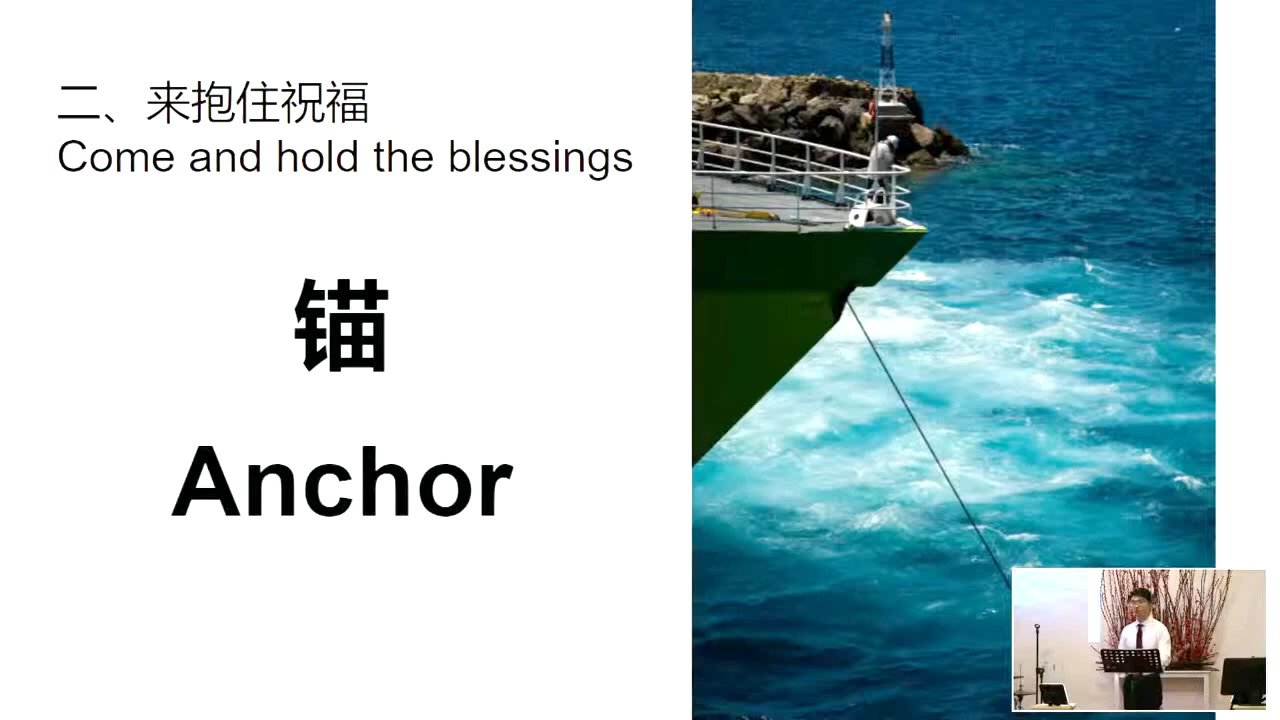 二、来抱住祝福
Come and hold the blessings
锚
Anchor